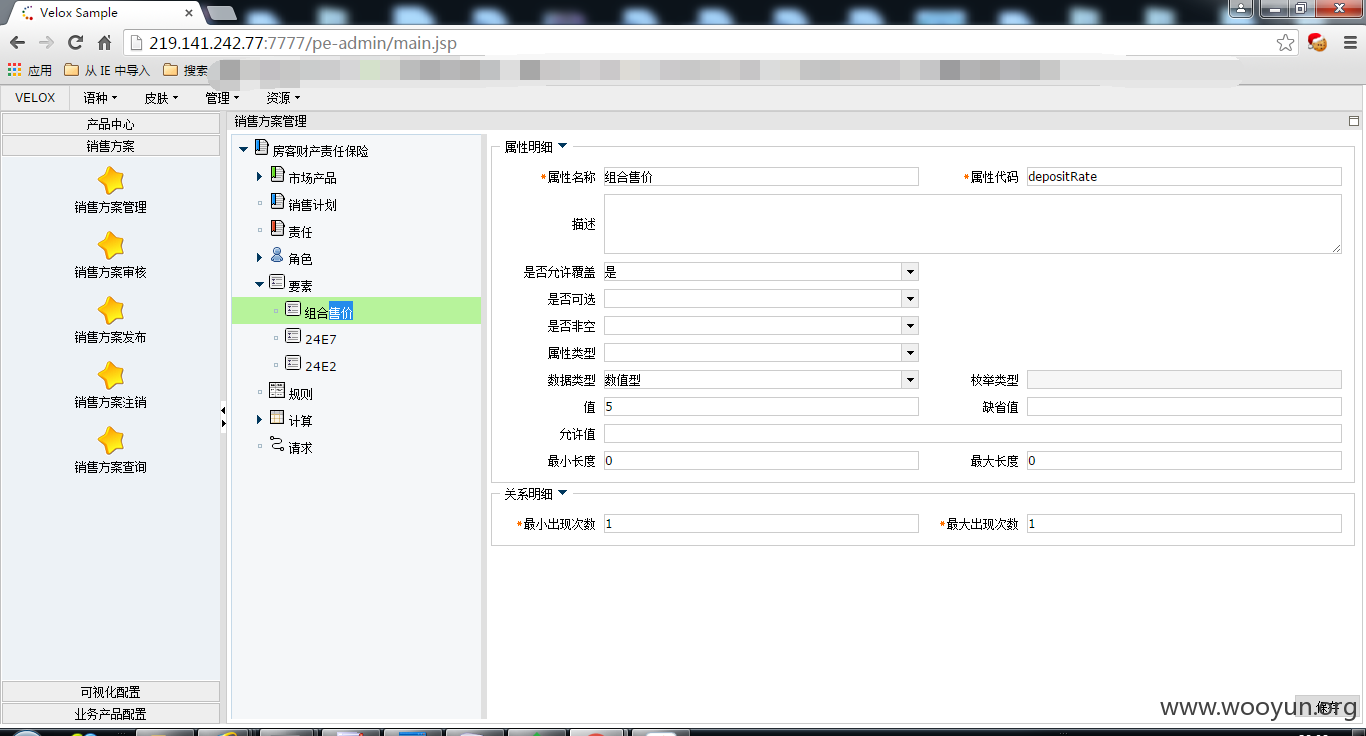 Velox Sample
219.141.242.77:7777/pe-admin/main.jsp
应用 从 IE 中导入 搜索
VELOX 语种 皮肤 管理 资源
产品中心
销售方案
销售方案管理
销售方案审核
销售方案发布
销售方案注销
销售方案查询
可视化配置
业务产品配置
销售方案管理
房客财产责任保险
市场产品
销售计划
责任
角色
要素
组合售价
24E7
24E2
规则
计算
请求
属性明细
*属性名称 组合售价 *属性代码 depositRate
描述
是否允许覆盖 是
是否可选
是否非空
属性类型
数据类型 数值型 枚举类型
值 5 缺省值
允许值
最小长度 0 最大长度 0
关系明细
*最小出现次数 1 *最大出现次数 1
保存
www.wooyun.org